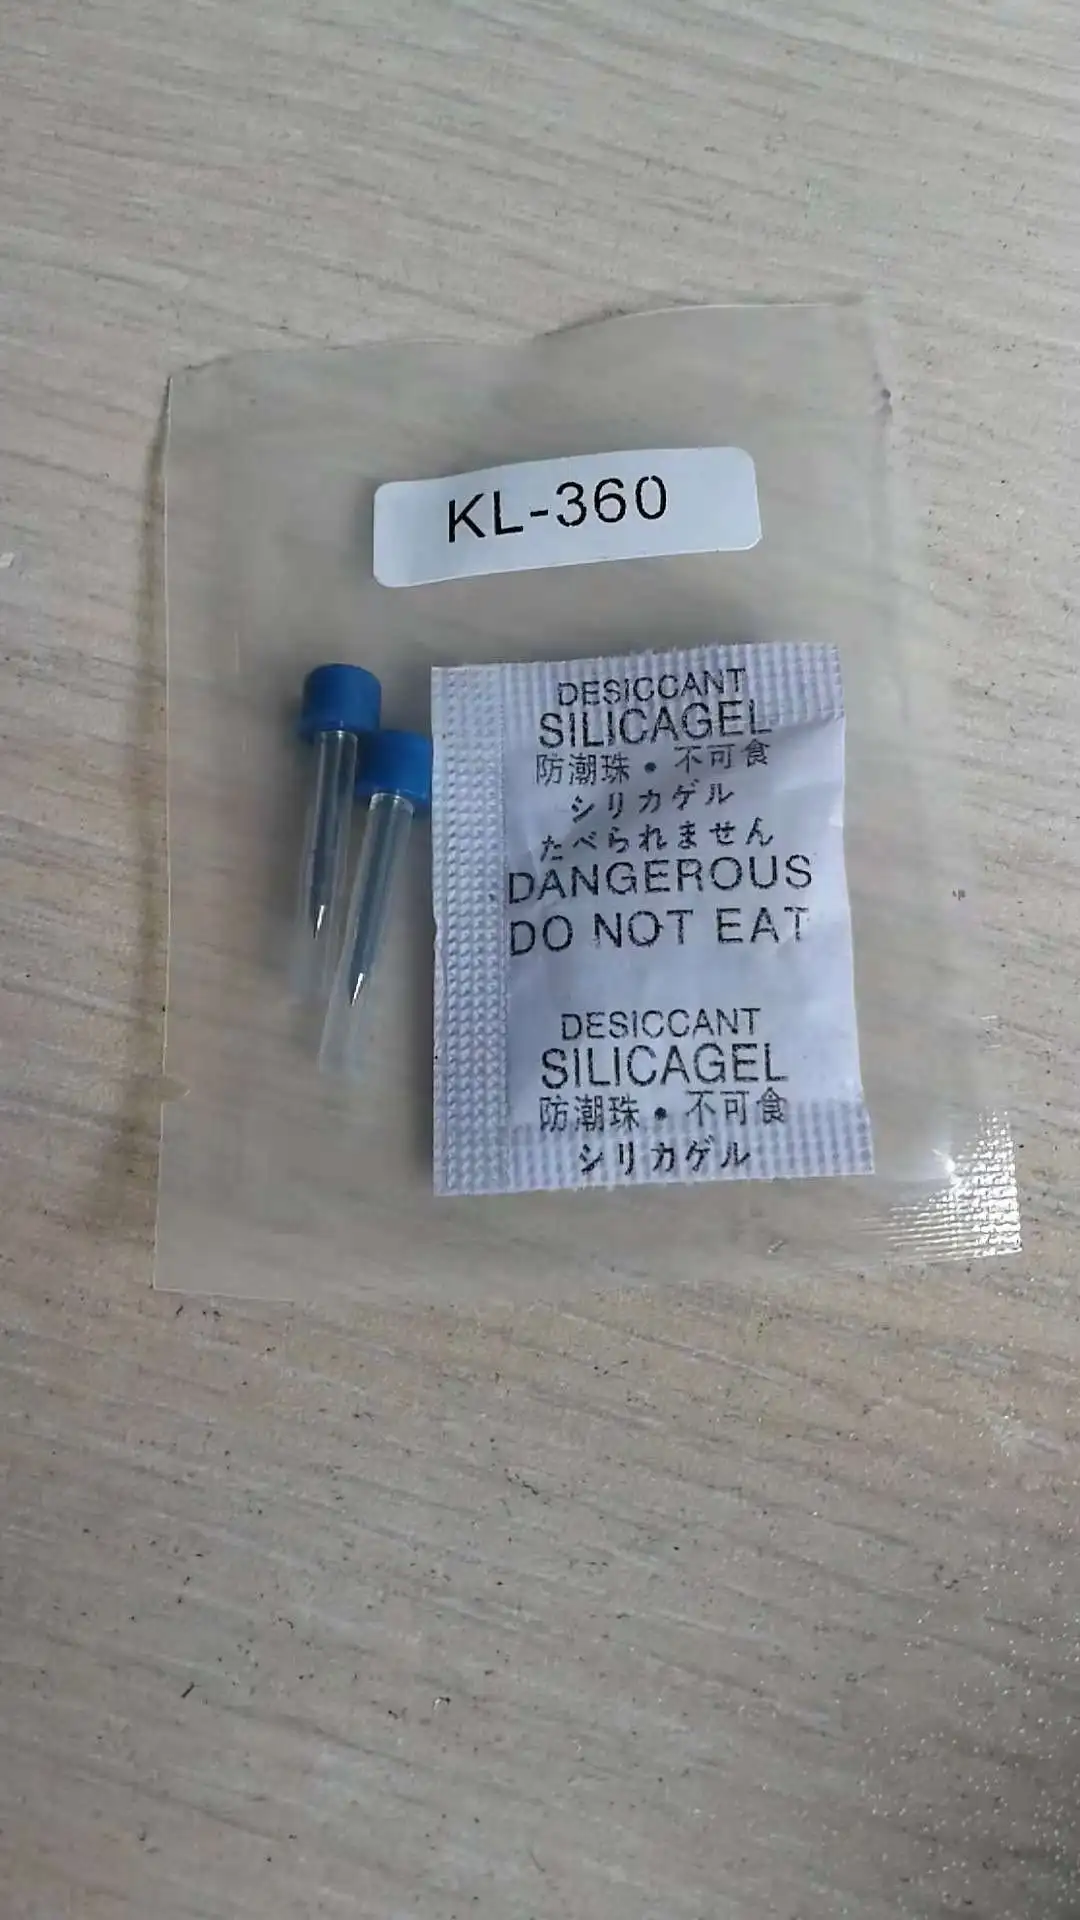 KL-360
DESICCANT
SILICAGEL
防潮珠・不可食
シリカゲル
たべられません
DANGEROUS
DO NOT EAT
DESICCANT
SILICAGEL
防潮珠・不可食
シリカゲル